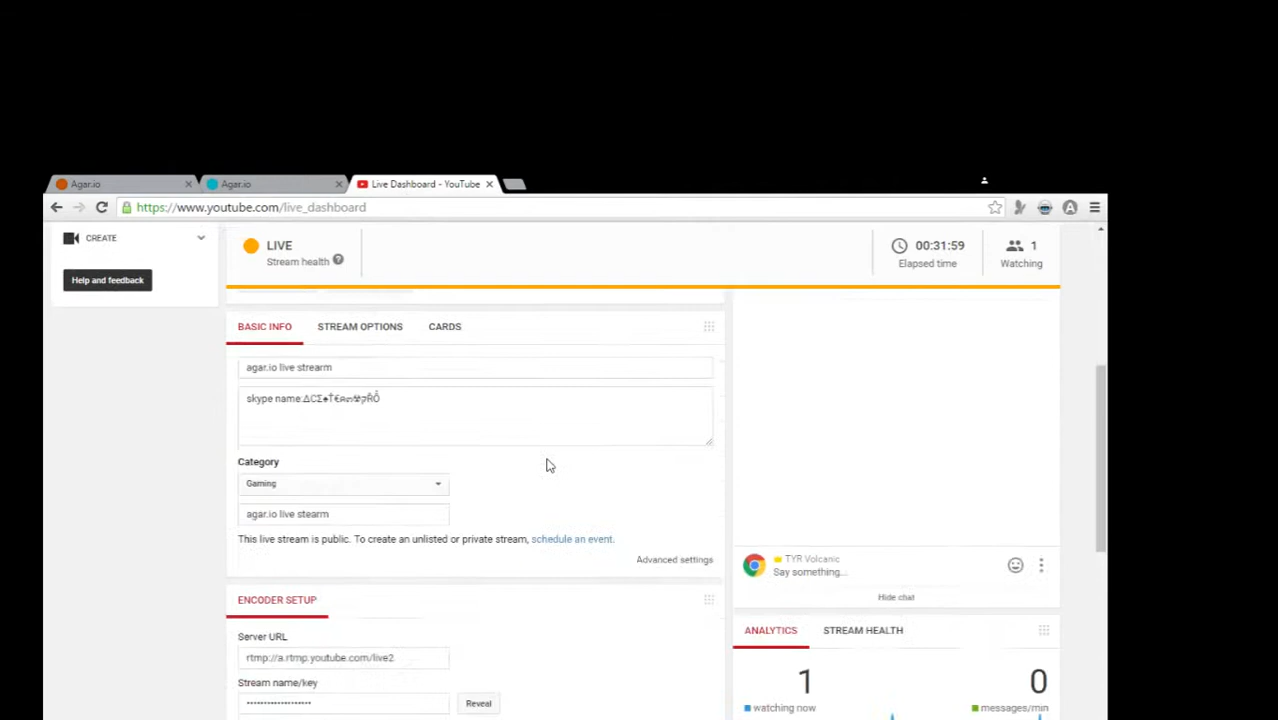 Agar.io
Agar.io
Live Dashboard - YouTube
https://www.youtube.com/live_dashboard
CREATE
Help and feedback
LIVE
Stream health
00:31:59
Elapsed time
1
Watching
BASIC INFO
STREAM OPTIONS
CARDS
agar.io live strearm
skype name:
Category
Gaming
agar.io live stearm
This live stream is public. To create an unlisted or private stream, schedule an event.
Advanced settings
TYR Volcanic
Say something...
Hide chat
ENCODER SETUP
Server URL
rtmp://a.rtmp.youtube.com/live2
Stream name/key
Reveal
ANALYTICS
STREAM HEALTH
1
watching now
0
messages/min